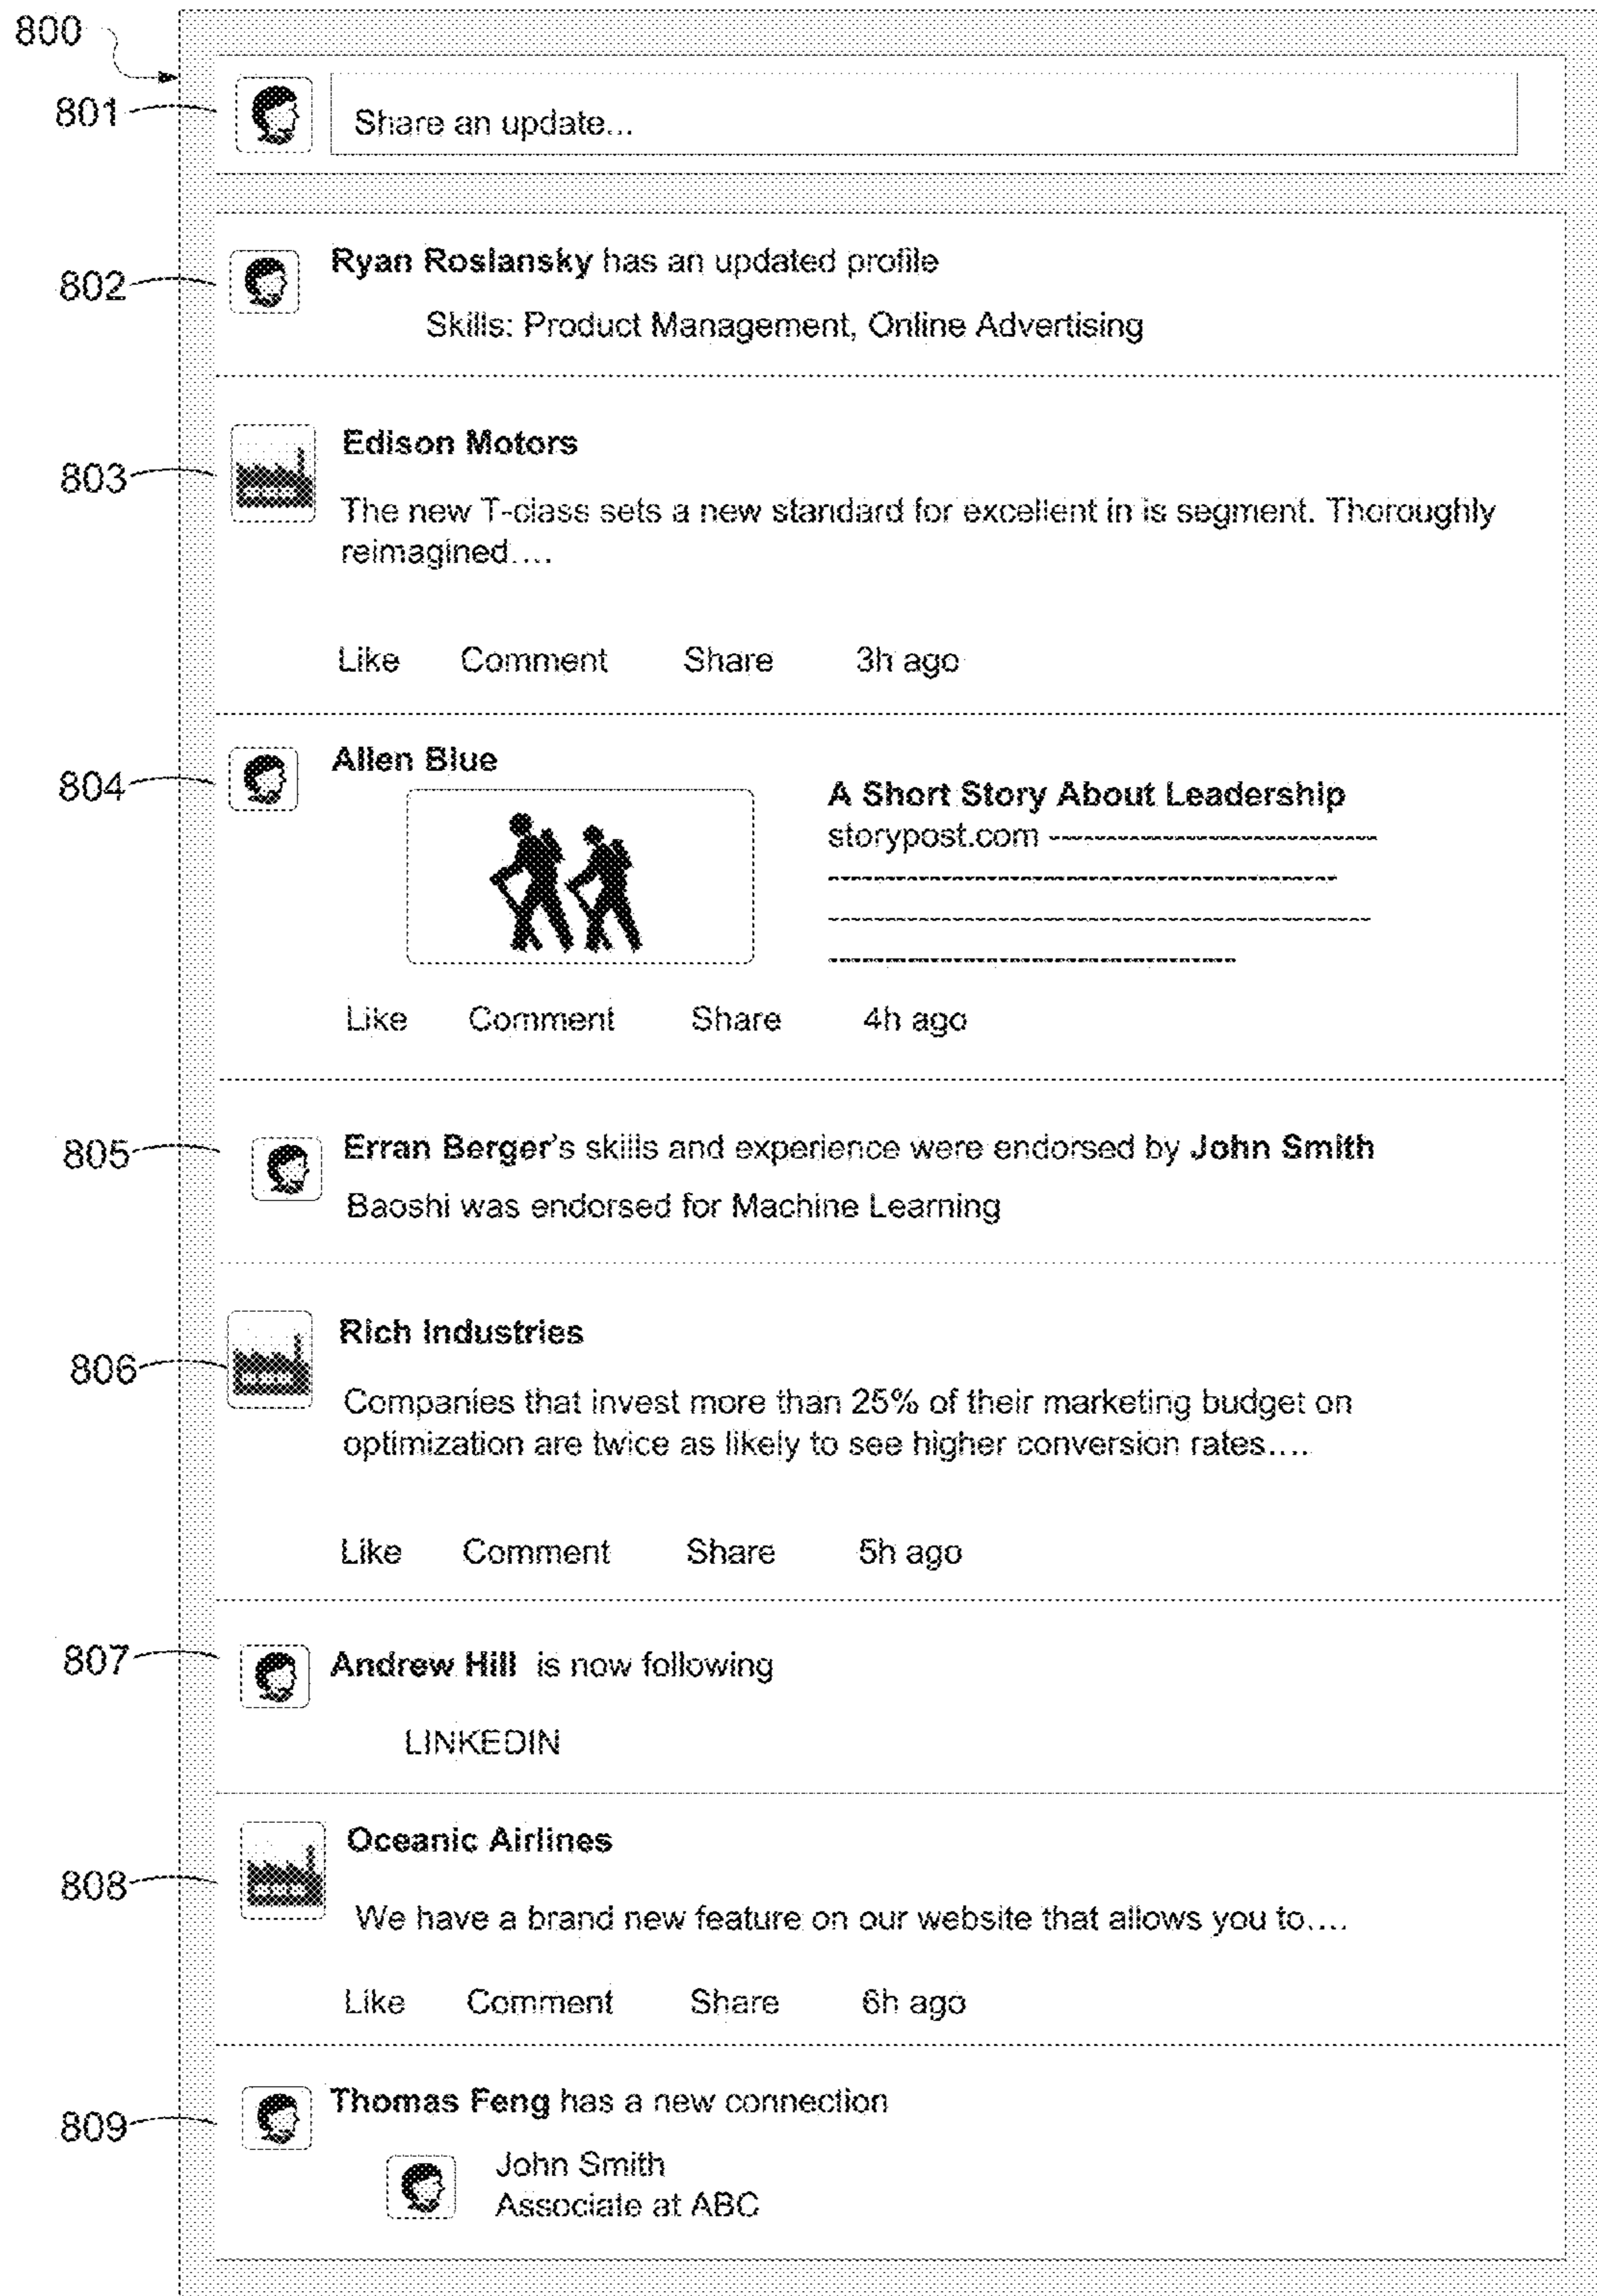 800
801
Share an update...
802
Ryan Roslansky has an updated profile
Skills: Product Management, Online Advertising
803
Edison Motors
The new T-class sets a new standard for excellent in is segment. Thoroughly
reimagined....
Like Comment Share 3h ago
804
Allen Blue
A Short Story About Leadership
storypost.com
Like Comment Share 4h ago
805
Erran Berger's skills and experience were endorsed by John Smith
Baoshi was endorsed for Machine Learning
806
Rich Industries
Companies that invest more than 25% of their marketing budget on
optimization are twice as likely to see higher conversion rates....
Like Comment Share 5h ago
807
Andrew Hill is now following
LINKEDIN
808
Oceanic Airlines
We have a brand new feature on our website that allows you to....
Like Comment Share 6h ago
809
Thomas Feng has a new connection
John Smith
Associate at ABC